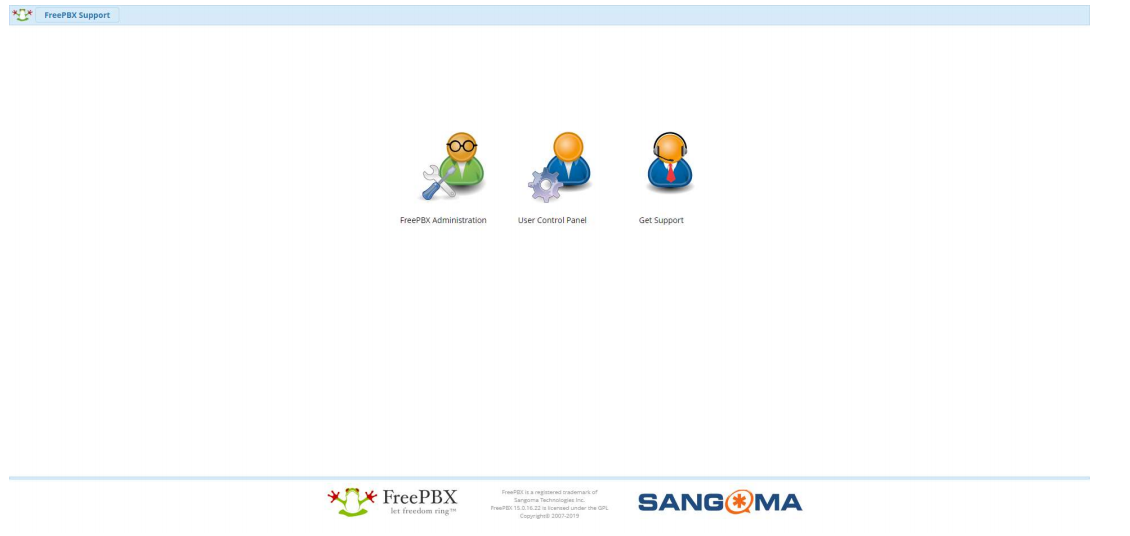 FreePBX Support
FreePBX Administration
User Control Panel
Get Support
FreePBX
let freedom ring™
FreePBX is a registered trademark of
Sangoma Technologies Inc.
FreePBX 15.0.16.22 is licensed under the GPL
Copyright© 2007-2019
SANGOMA